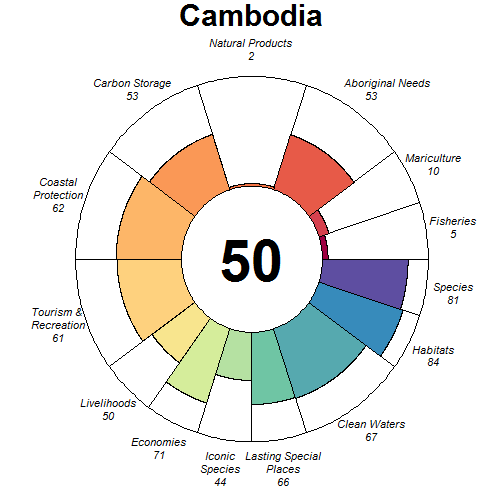 Cambodia
Natural Products
2
Carbon Storage
53
Aboriginal Needs
53
Mariculture
10
Coastal
Protection
62
Fisheries
5
50
Species
81
Tourism &
Recreation
61
Habitats
84
Livelihoods
50
Clean Waters
67
Economies
71
Iconic
Species
44
Lasting Special
Places
66